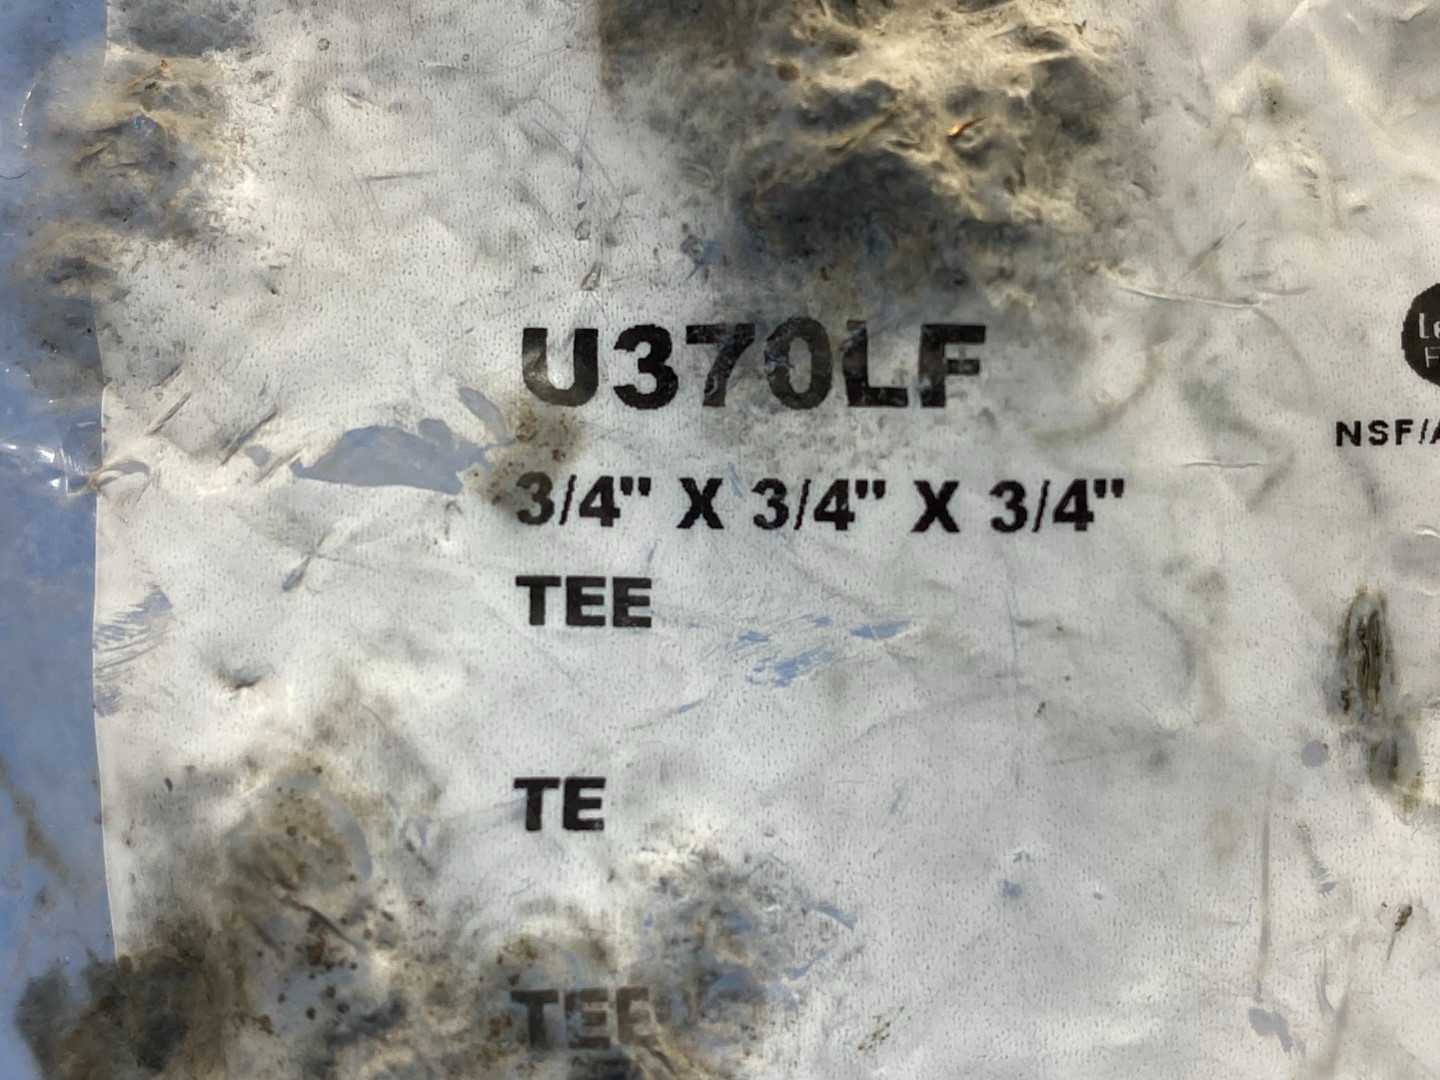 U370LF
3/4" X 3/4" X 3/4"
TEE
TE
TEE
NSF/